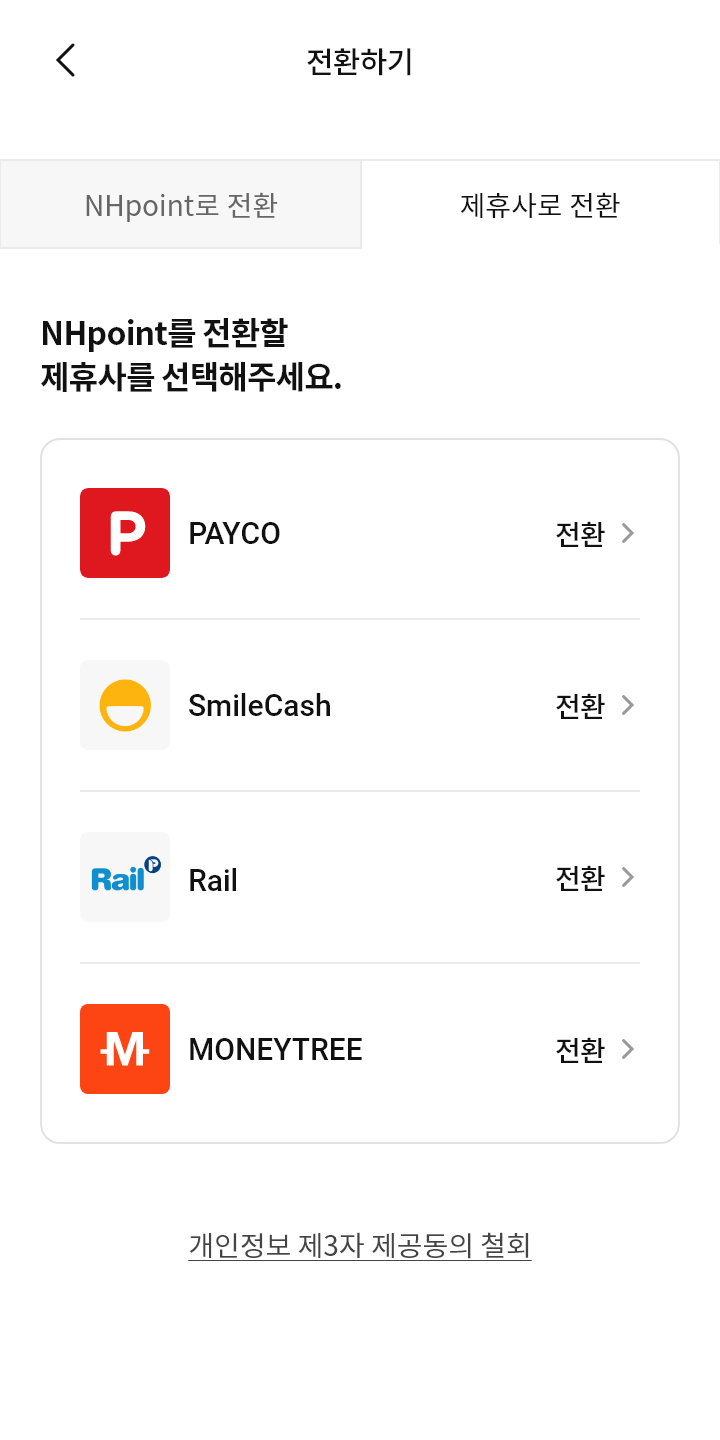 전환하기
NHpoint로 전환
제휴사로 전환
NHpoint를 전환할
제휴사를 선택해주세요.
P
PAYCO
전환
SmileCash
전환
Rail P
Rail
전환
M
MONEYTREE
전환
개인정보 제3자 제공동의 철회